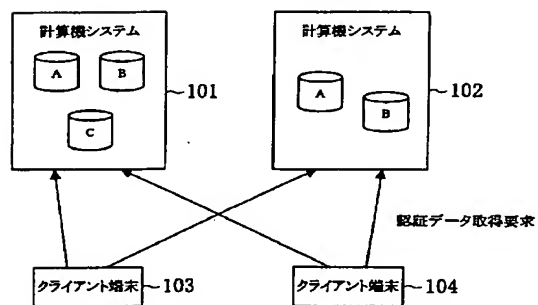 計算機システム
A
B
C
101
計算機システム
A
B
102
認証データ取得要求
クライアント端末
103
クライアント端末
104